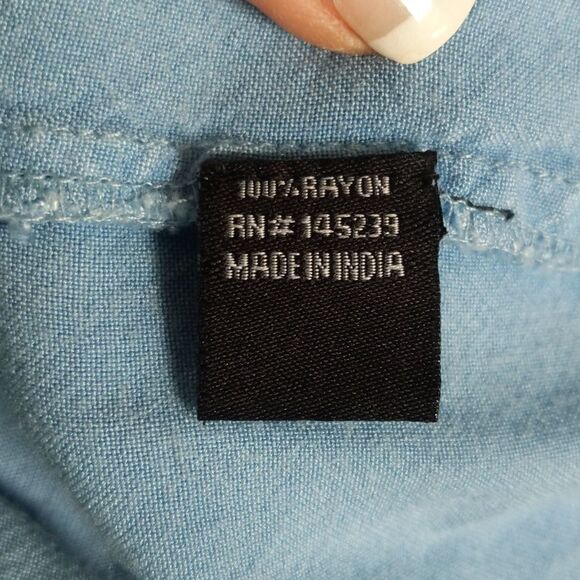 100% RAYON
RN# 145239
MADE IN INDIA